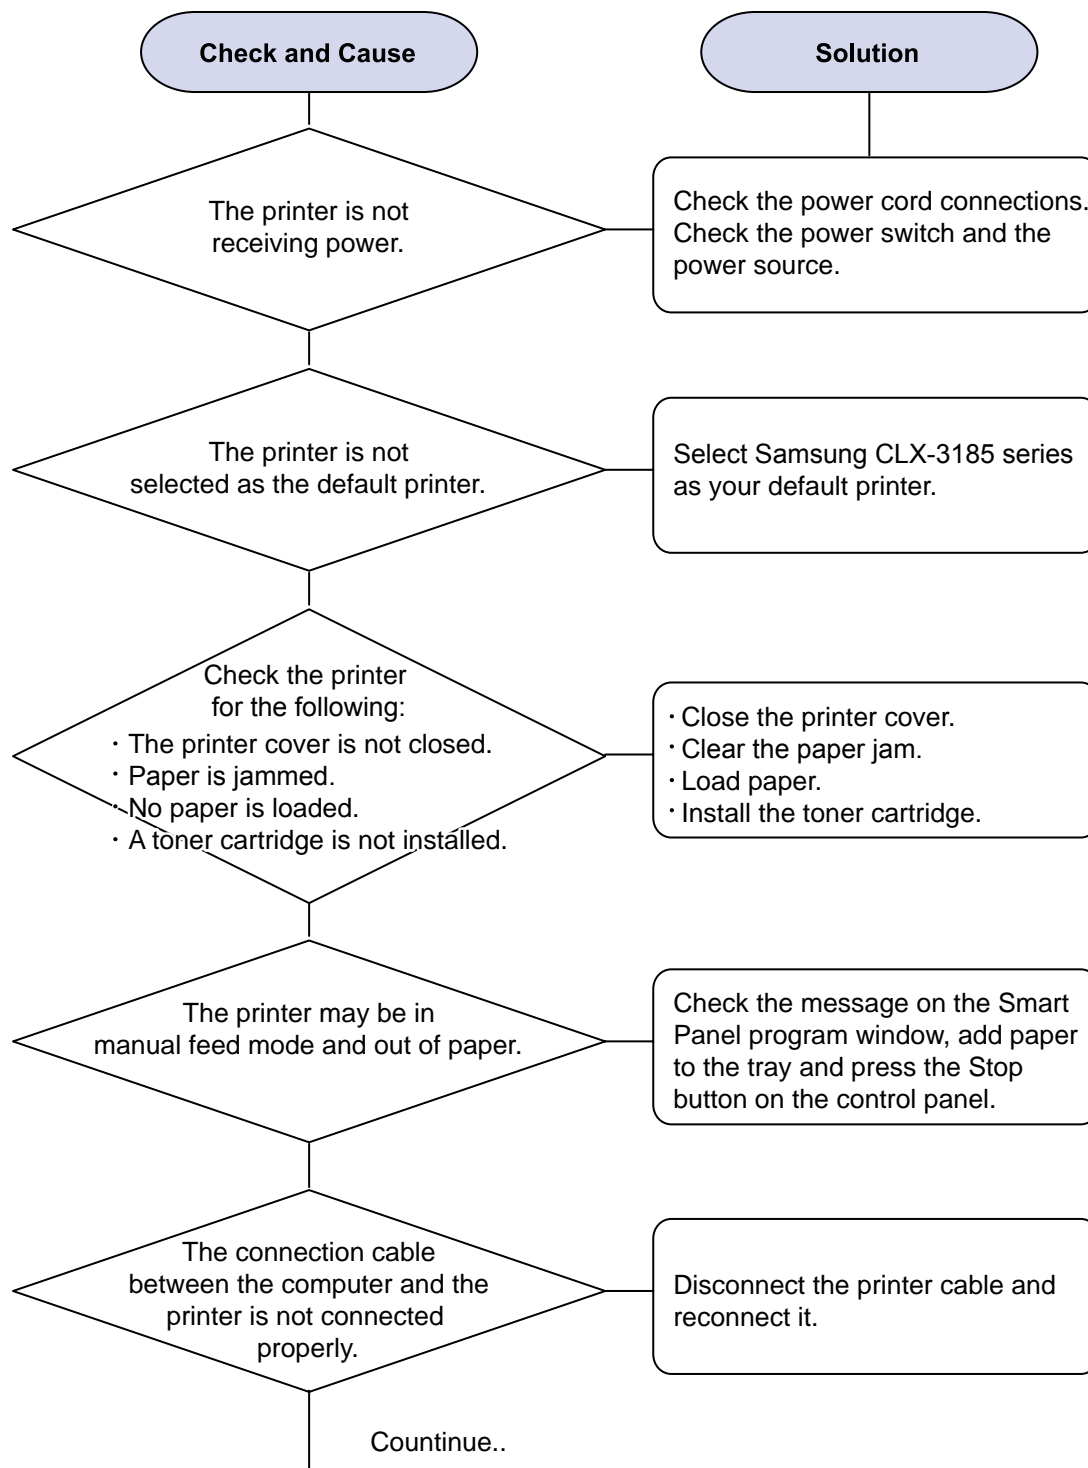 Check and Cause
Solution
The printer is not
receiving power.
Check the power cord connections.
Check the power switch and the
power source.
The printer is not
selected as the default printer.
Select Samsung CLX-3185 series
as your default printer.
Check the printer
for the following:
· The printer cover is not closed.
· Paper is jammed.
· No paper is loaded.
· A toner cartridge is not installed.
· Close the printer cover.
· Clear the paper jam.
· Load paper.
· Install the toner cartridge.
The printer may be in
manual feed mode and out of paper.
Check the message on the Smart
Panel program window, add paper
to the tray and press the Stop
button on the control panel.
The connection cable
between the computer and the
printer is not connected
properly.
Disconnect the printer cable and
reconnect it.
Countinue..